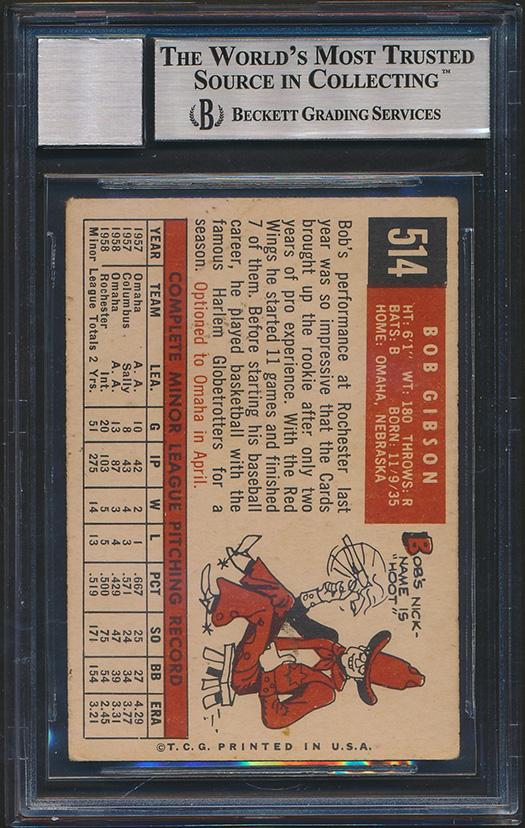 THE WORLD'S MOST TRUSTED
SOURCE IN COLLECTING™
B BECKETT GRADING SERVICES
514
BOB GIBSON
HT: 6'1" WT: 180 THROWS: R
BATS: B BORN: 11/9/35
HOME: OMAHA, NEBRASKA
Bob's performance at Rochester last
year was so impressive that the Cards
brought up the rookie after only two
years of pro experience. With the Red
Wings he started 11 games and finished
7 of them. Before starting his baseball
career, he played basketball with the
famous Harlem Globetrotters for a
season. Optioned to Omaha in April.
BOB'S NICK-
NAME IS
"HOOT"
COMPLETE MINOR LEAGUE PITCHING RECORD
YEAR TEAM LEA. G IP W L PCT SO BB ERA
1957 Omaha A. A. 10 42 2 1 .667 25 27 4.29
1957 Columbus Sally 8 43 4 3 .571 24 34 3.77
1958 Omaha A. A. 13 87 3 4 .429 47 39 3.31
1958 Rochester Int. 20 103 5 5 .500 75 54 2.45
Minor League Totals 2 Yrs. 51 275 14 13 .519 171 154 3.21
©T.C.G. PRINTED IN U.S.A.